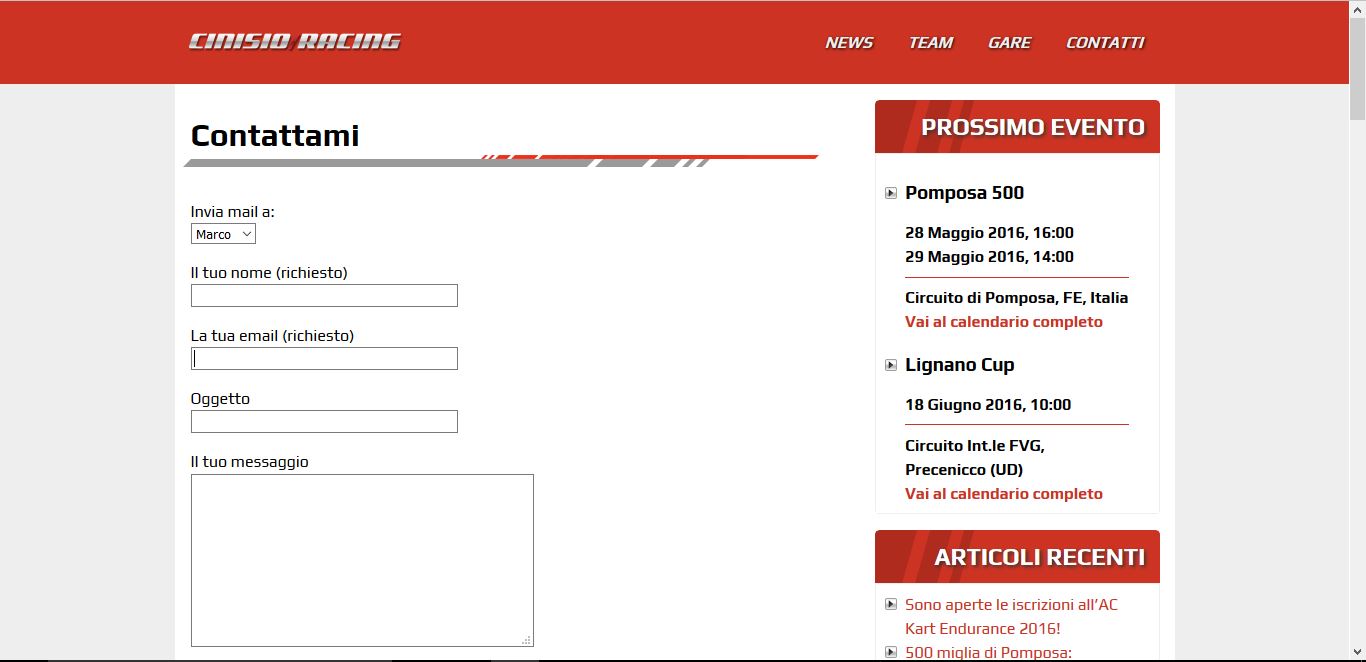 CINISIO RACING
NEWS TEAM GARE CONTATTI
Contattami
Invia mail a:
Marco
Il tuo nome (richiesto)
La tua email (richiesto)
Oggetto
Il tuo messaggio
PROSSIMO EVENTO
Pomposa 500
28 Maggio 2016, 16:00
29 Maggio 2016, 14:00
Circuito di Pomposa, FE, Italia
Vai al calendario completo
Lignano Cup
18 Giugno 2016, 10:00
Circuito Int.le FVG,
Precenicco (UD)
Vai al calendario completo
ARTICOLI RECENTI
Sono aperte le iscrizioni all’AC
Kart Endurance 2016!
500 miglia di Pomposa: